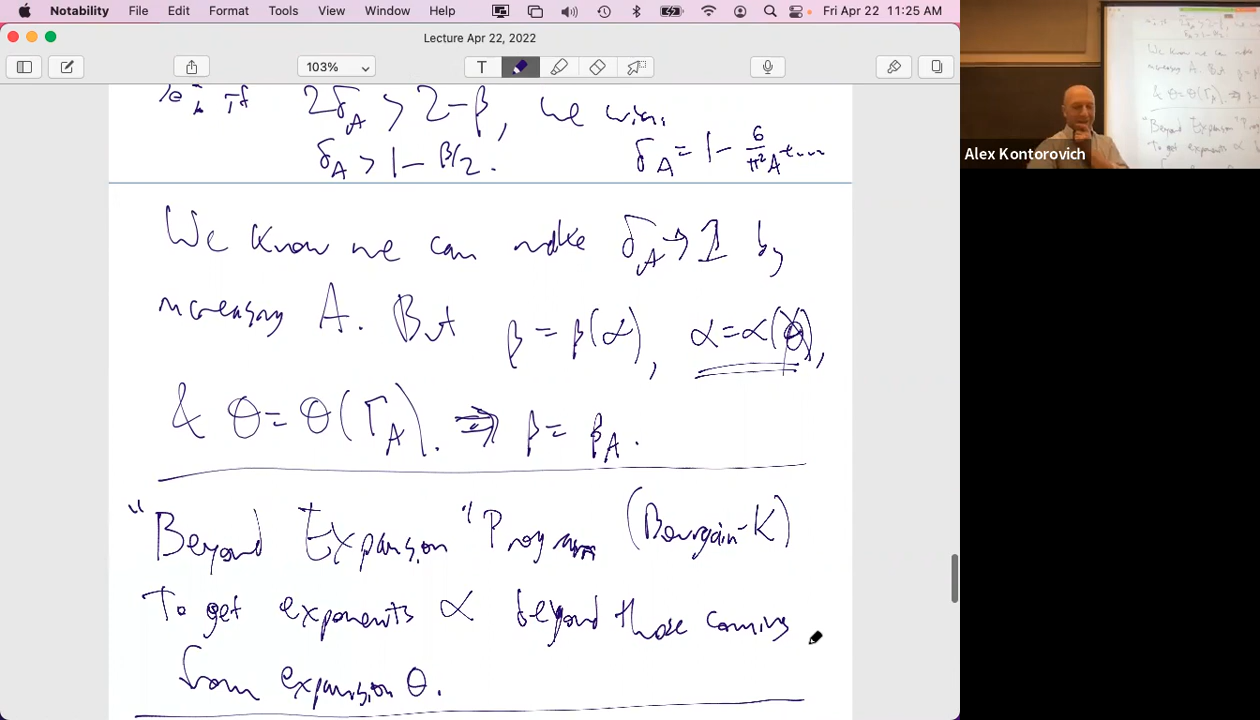 Notability File Edit Format Tools View Window Help Fri Apr 22 11:25 AM
Lecture Apr 22, 2022
103% T
Alex Kontorovich
ie: if 2δ_A > 2-β, we win.
δ_A > 1 - β/2. δ_A = 1 - 6/π²A + ...
We know we can make δ_A → 1 by
increasing A. But β = β(α), α = α(θ),
& θ = θ(Γ_A). ⇒ β = β_A.
"Beyond Expansion" Program (Bourgain-K)
To get exponents α beyond those coming
from expansion θ.